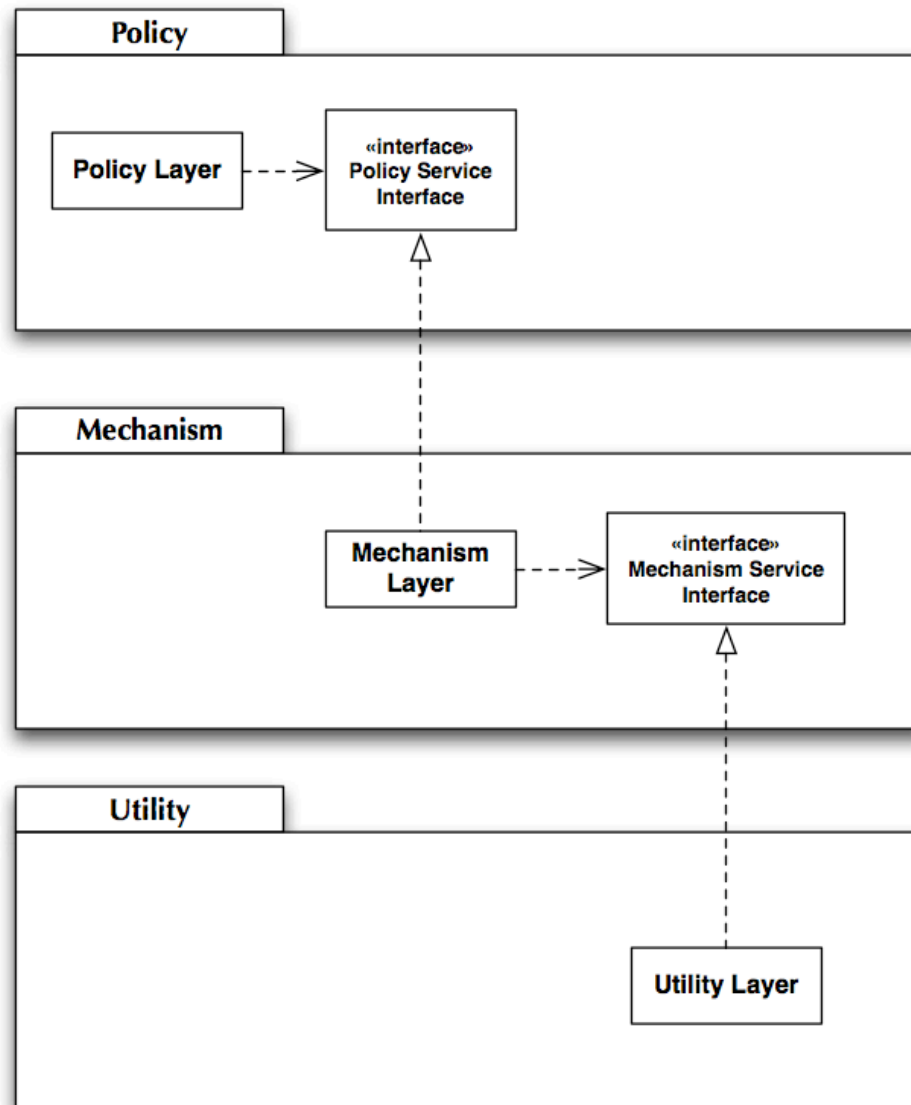 Policy
Policy Layer
«interface»
Policy Service
Interface
Mechanism
Mechanism
Layer
«interface»
Mechanism Service
Interface
Utility
Utility Layer